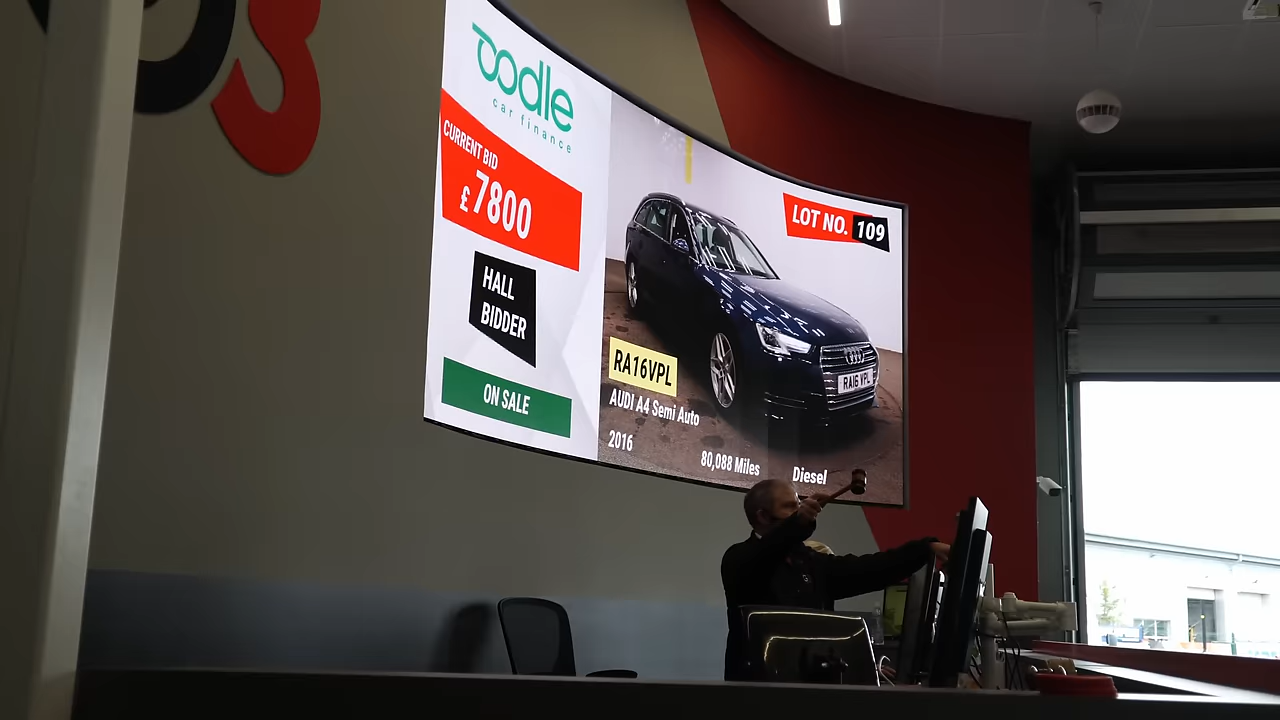 oodle
car finance
CURRENT BID
£7800
HALL
BIDDER
ON SALE
LOT NO. 109
RA16 VPL
RA16VPL
AUDI A4 Semi Auto
2016
80,088 Miles
Diesel